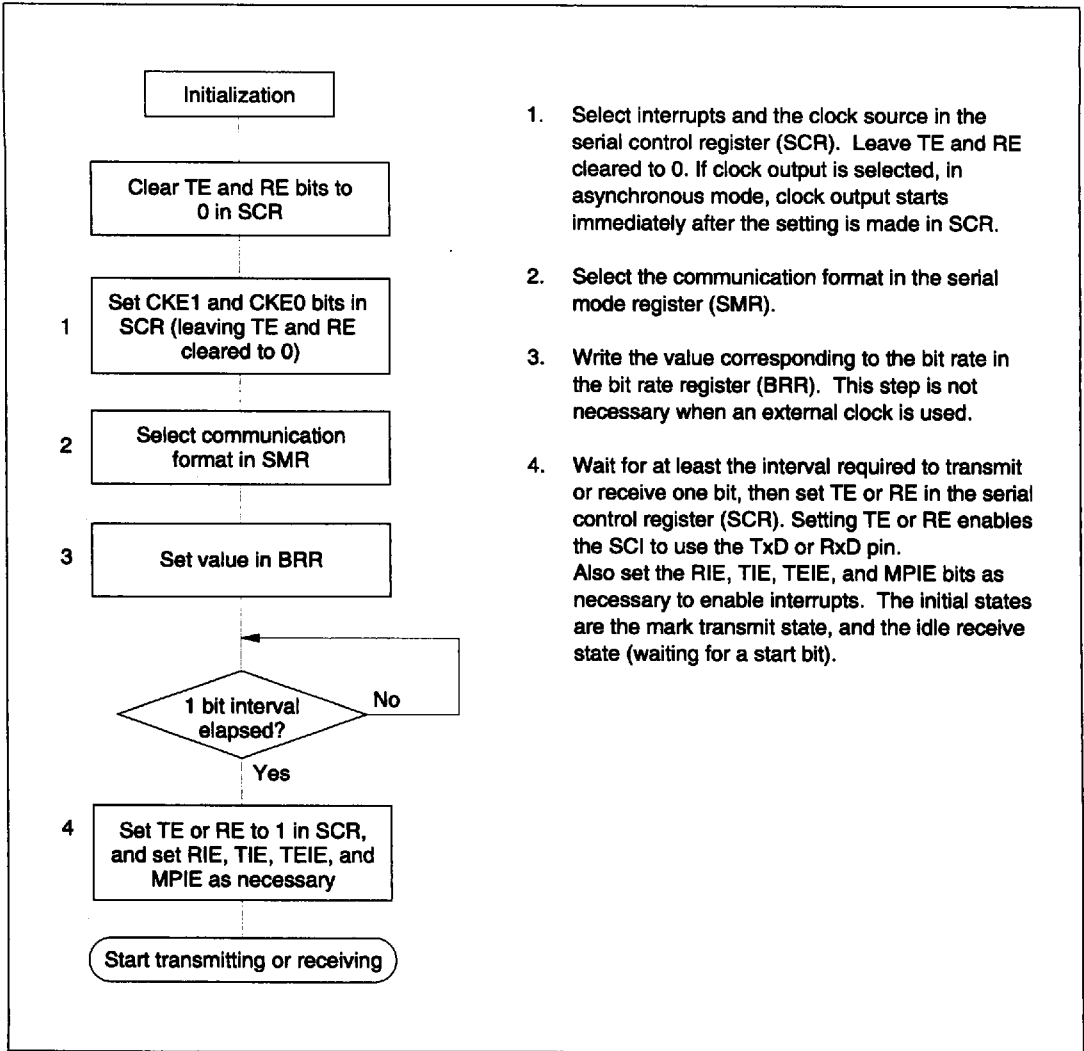 Initialization
Clear TE and RE bits to
0 in SCR
1
Set CKE1 and CKE0 bits in
SCR (leaving TE and RE
cleared to 0)
2
Select communication
format in SMR
3
Set value in BRR
1 bit interval
elapsed?
No
Yes
4
Set TE or RE to 1 in SCR,
and set RIE, TIE, TEIE, and
MPIE as necessary
Start transmitting or receiving
1. Select interrupts and the clock source in the
serial control register (SCR). Leave TE and RE
cleared to 0. If clock output is selected, in
asynchronous mode, clock output starts
immediately after the setting is made in SCR.
2. Select the communication format in the serial
mode register (SMR).
3. Write the value corresponding to the bit rate in
the bit rate register (BRR). This step is not
necessary when an external clock is used.
4. Wait for at least the interval required to transmit
or receive one bit, then set TE or RE in the serial
control register (SCR). Setting TE or RE enables
the SCI to use the TxD or RxD pin.
Also set the RIE, TIE, TEIE, and MPIE bits as
necessary to enable interrupts. The initial states
are the mark transmit state, and the idle receive
state (waiting for a start bit).